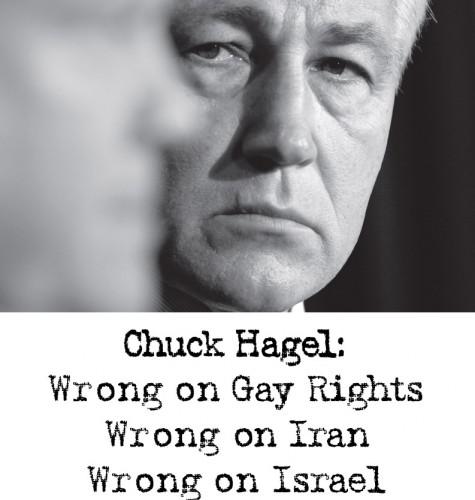 Chuck Hagel:
Wrong on Gay Rights
Wrong on Iran
Wrong on Israel